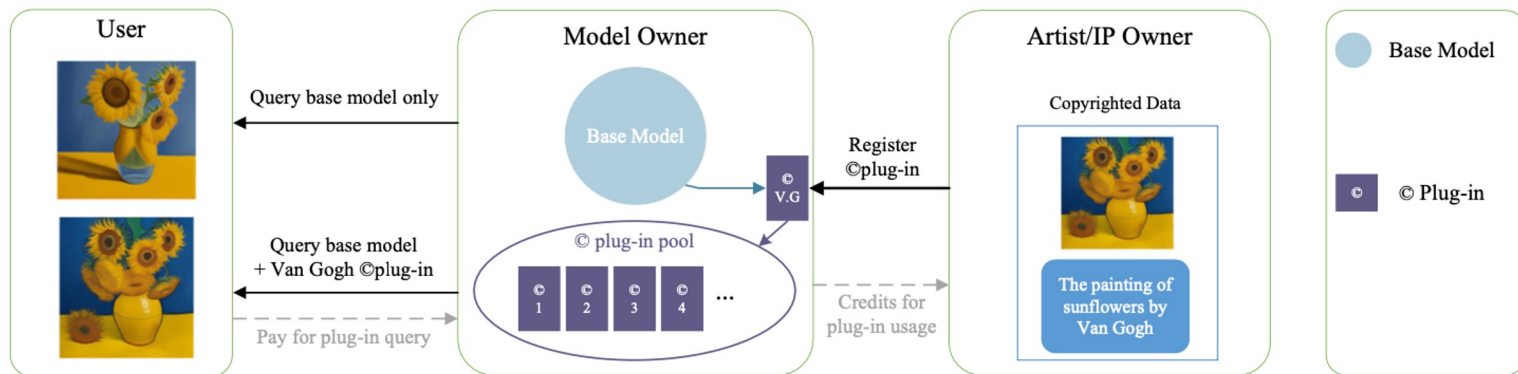 User
Query base model only
Query base model
+ Van Gogh ©plug-in
Pay for plug-in query
Model Owner
Base Model
©
V.G
© plug-in pool
©
1
©
2
©
3
©
4
...
Register
©plug-in
Credits for
plug-in usage
Artist/IP Owner
Copyrighted Data
The painting of
sunflowers by
Van Gogh
Base Model
©
© Plug-in